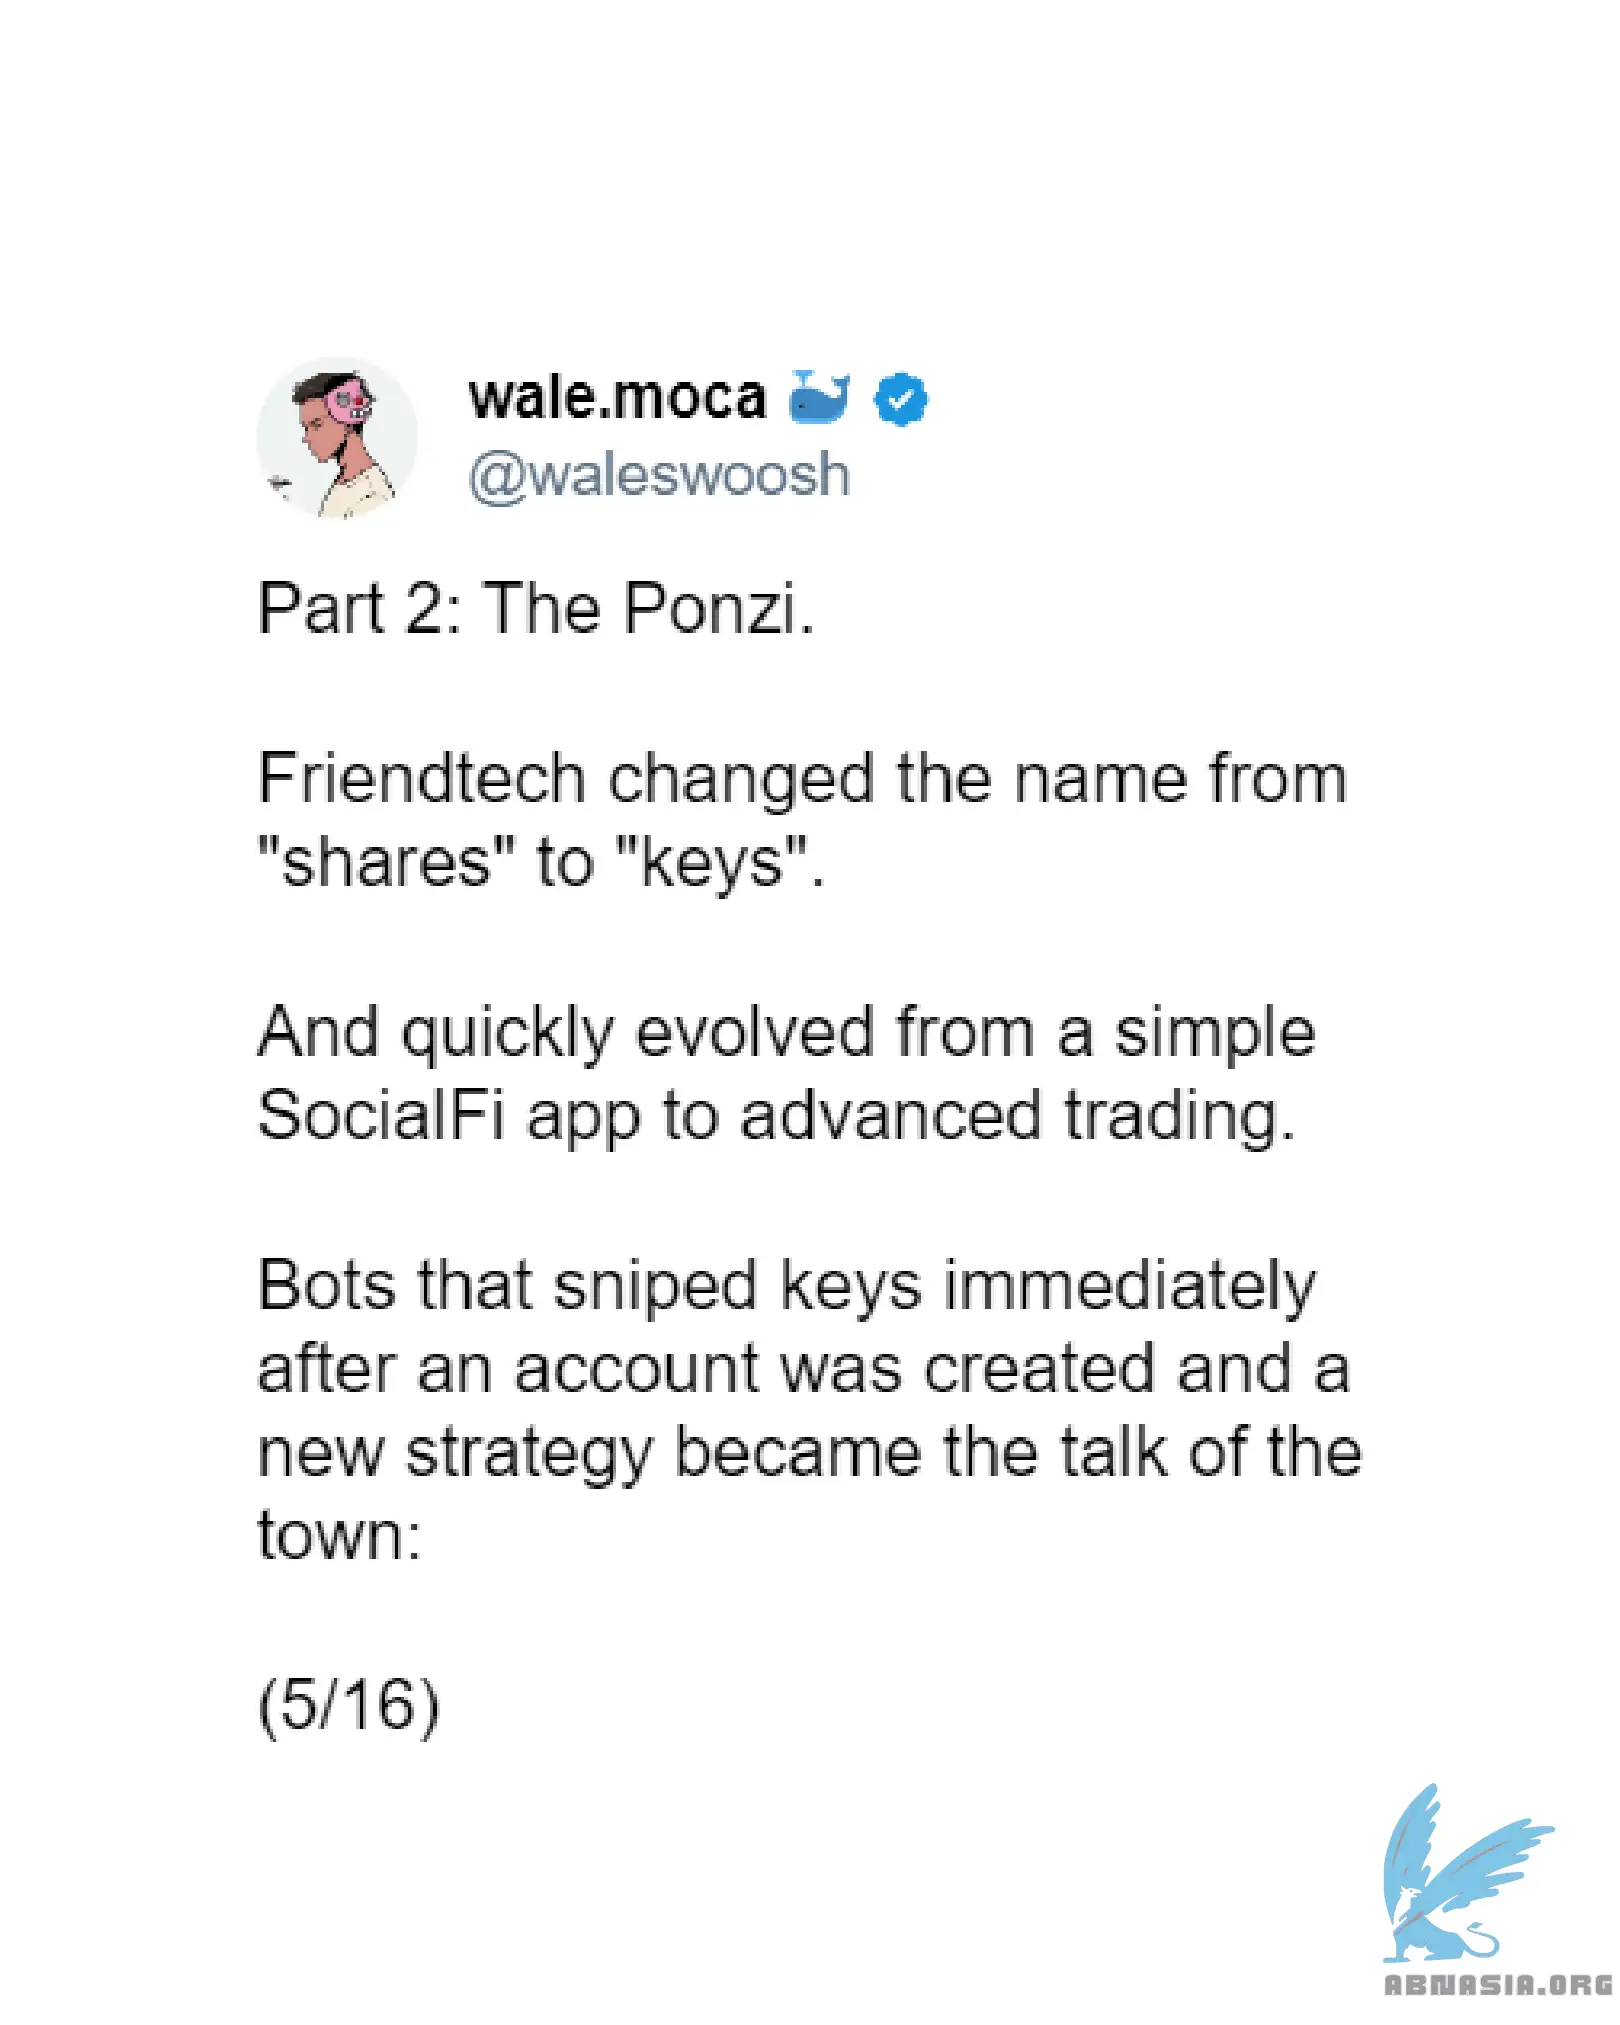 wale.moca
@waleswoosh
Part 2: The Ponzi.
Friendtech changed the name from
"shares" to "keys".
And quickly evolved from a simple
SocialFi app to advanced trading.
Bots that sniped keys immediately
after an account was created and a
new strategy became the talk of the
town:
(5/16)
ABNASIA.ORG